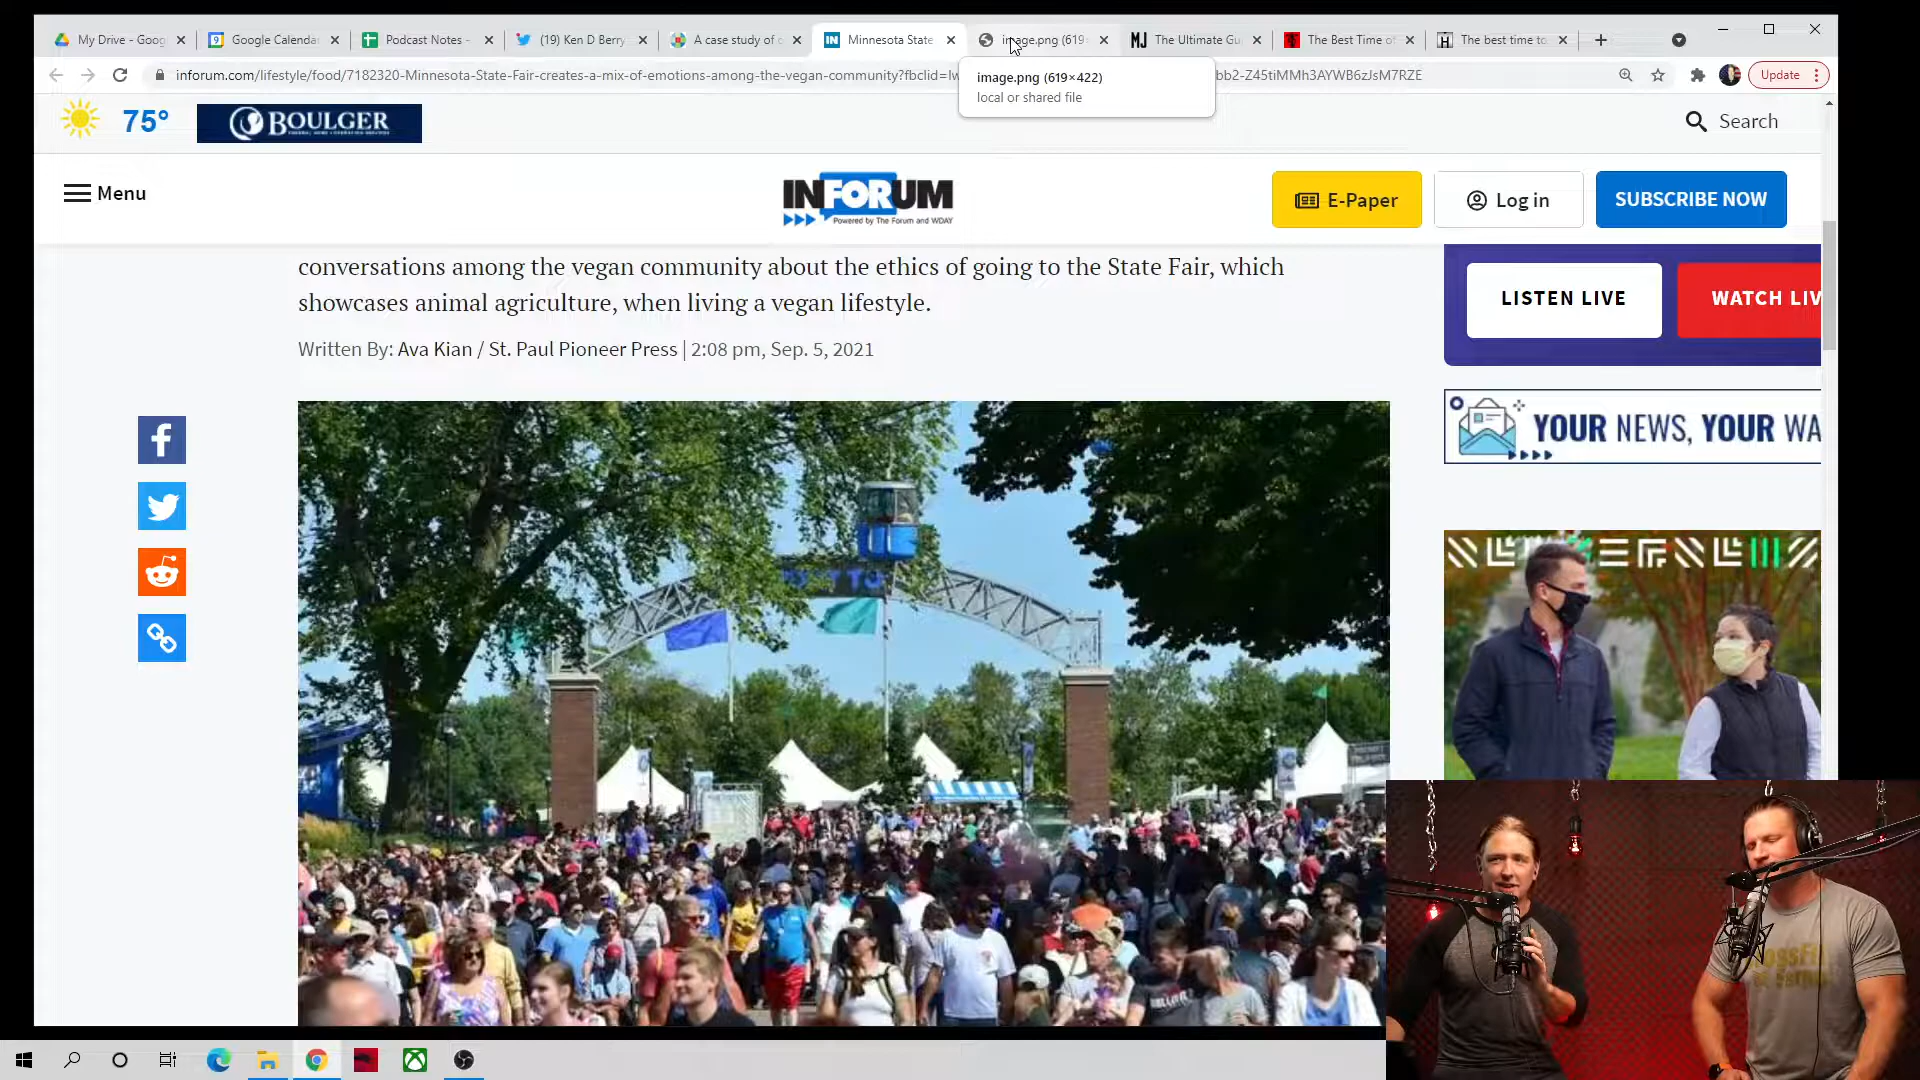 My Drive - Goog
Google Calenda
Podcast Notes -
(19) Ken D Berry
A case study of
Minnesota State
image.png (619
The Ultimate Gu
The Best Time of
The best time to
inforum.com/lifestyle/food/7182320-Minnesota-State-Fair-creates-a-mix-of-emotions-among-the-vegan-community?fbclid=Iw
bb2-Z45tiMMh3AYWB6zJsM7RZE
Update
image.png (619×422)
local or shared file
75°
BOULGER
Search
Menu
INFORUM
Powered by The Forum and WDAY
E-Paper
Log in
SUBSCRIBE NOW
conversations among the vegan community about the ethics of going to the State Fair, which
showcases animal agriculture, when living a vegan lifestyle.
Written By: Ava Kian / St. Paul Pioneer Press | 2:08 pm, Sep. 5, 2021
LISTEN LIVE
WATCH LIV
YOUR NEWS, YOUR WA